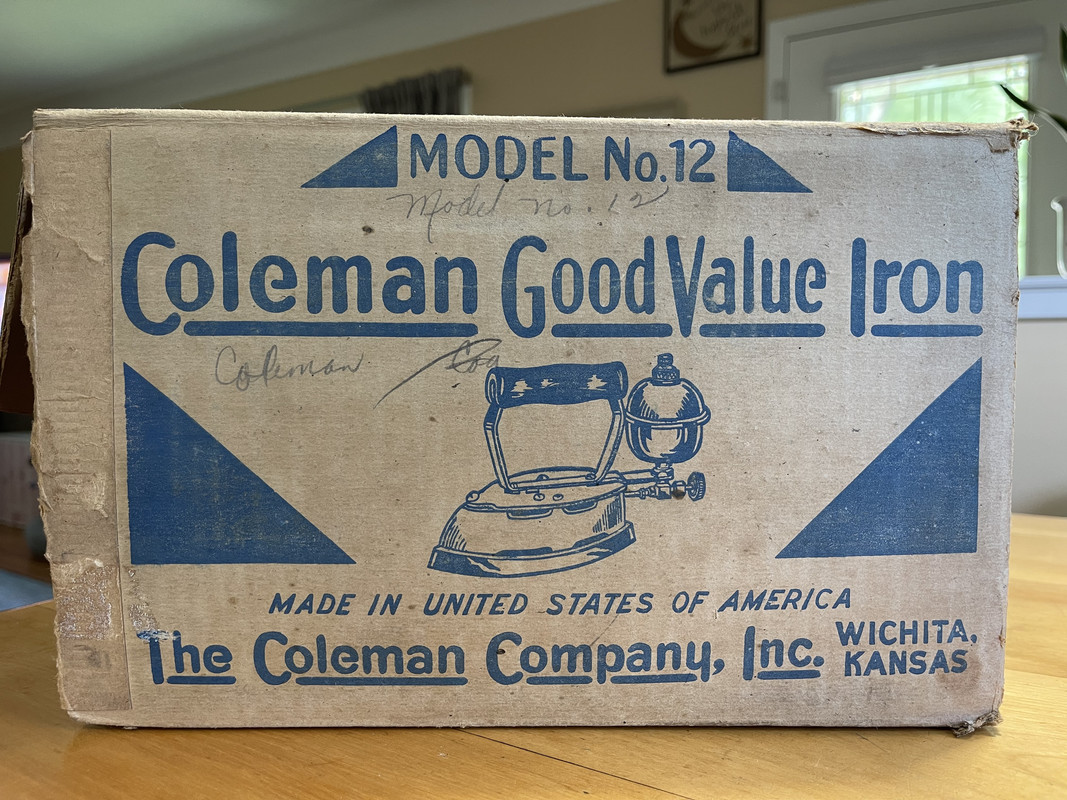 MODEL No. 12
Model no. 12
Coleman Good Value Iron
Coleman Goo
MADE IN UNITED STATES OF AMERICA
The Coleman Company, Inc. WICHITA, KANSAS